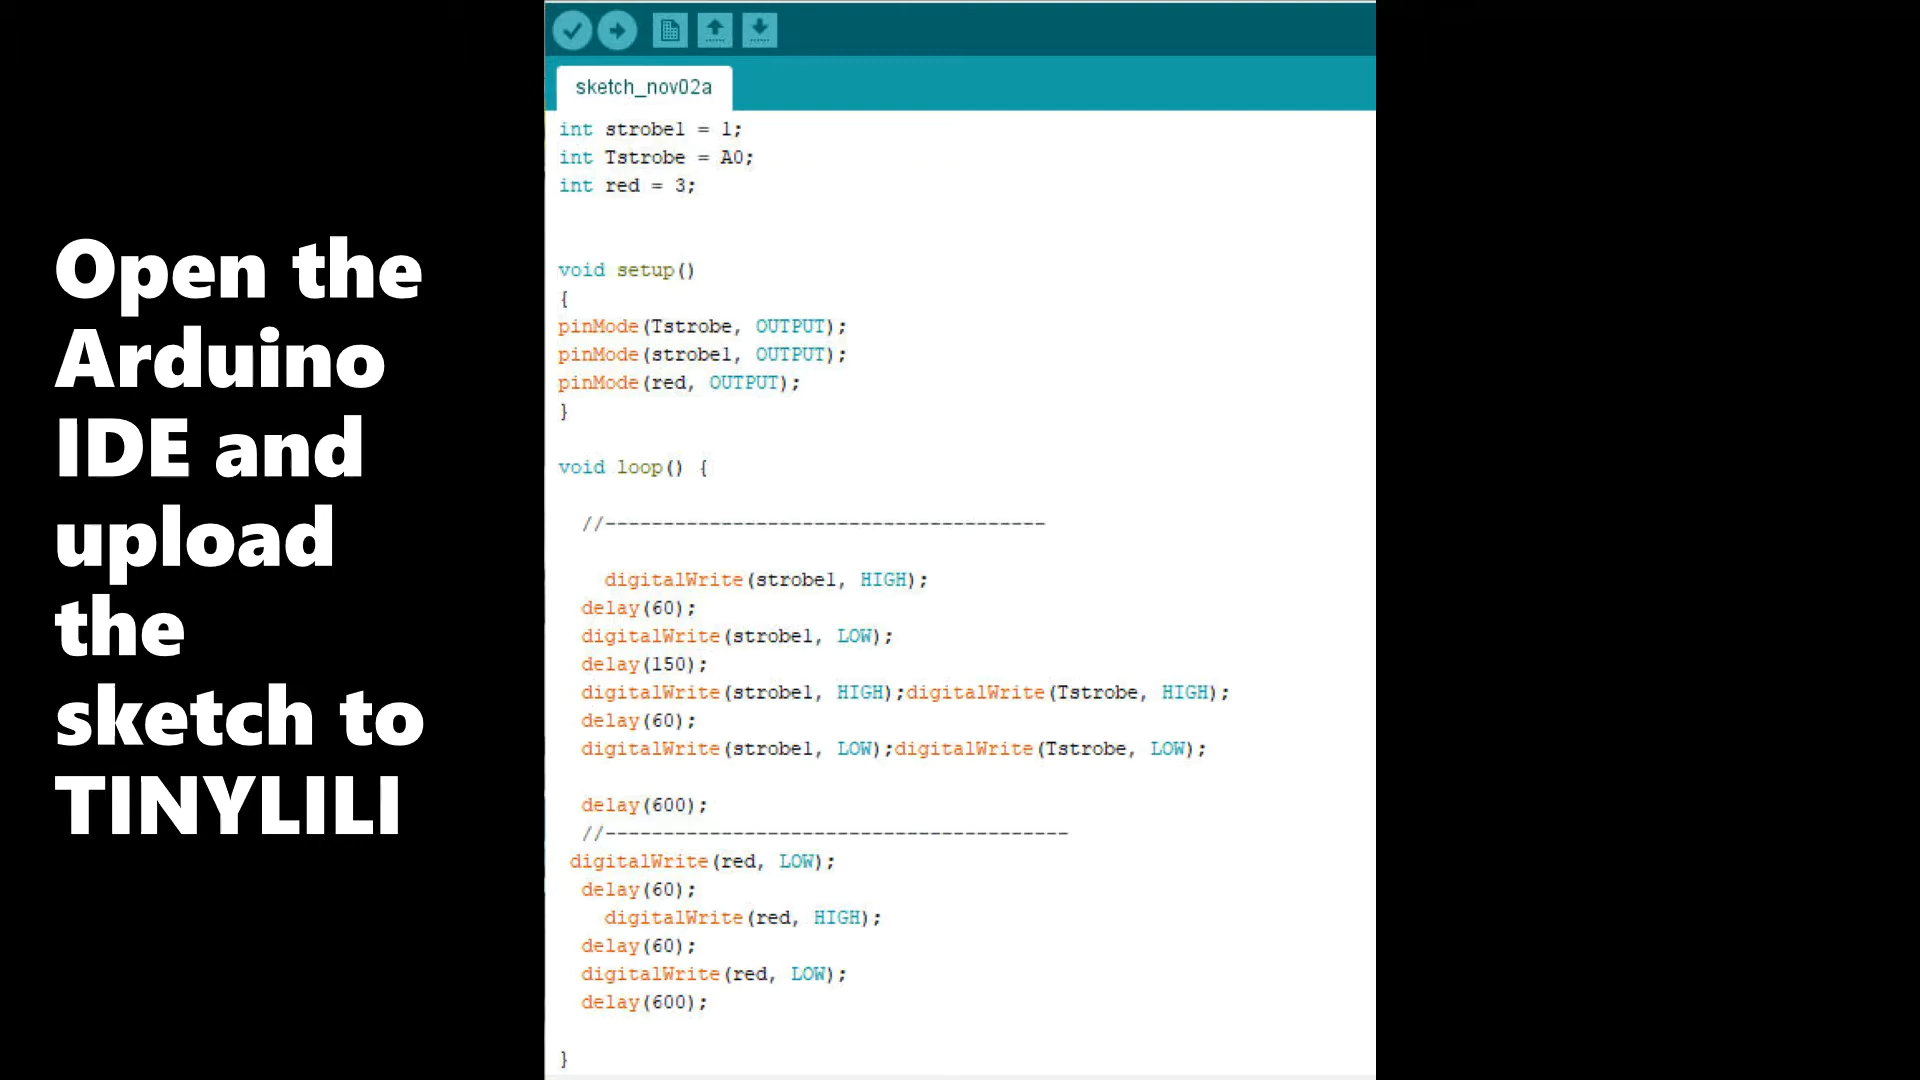 Open the
Arduino
IDE and
upload
the
sketch to
TINYLILI
sketch_nov02a
int strobel = 1;
int Tstrobe = A0;
int red = 3;
void setup()
{
pinMode(Tstrobe, OUTPUT);
pinMode(strobel, OUTPUT);
pinMode(red, OUTPUT);
}
void loop() {
//--------------------------------------
digitalWrite(strobel, HIGH);
delay(60);
digitalWrite(strobel, LOW);
delay(150);
digitalWrite(strobel, HIGH);digitalWrite(Tstrobe, HIGH);
delay(60);
digitalWrite(strobel, LOW);digitalWrite(Tstrobe, LOW);
delay(600);
//----------------------------------------
digitalWrite(red, LOW);
delay(60);
digitalWrite(red, HIGH);
delay(60);
digitalWrite(red, LOW);
delay(600);
}